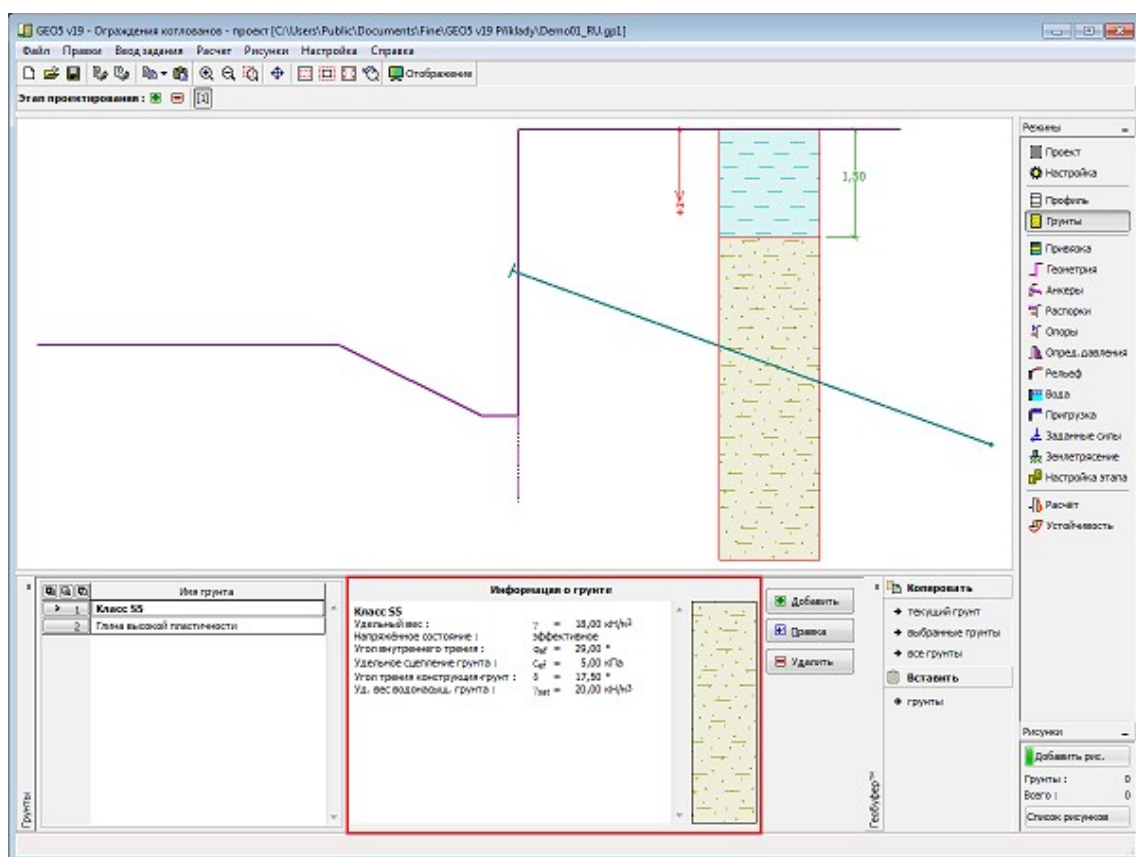 GEO5 v19 - Ограждения котлованов - проект [C:\Users\Public\Documents\Fine\GEO5 v19 Příklady\Demo01_RU.gp1]
Файл Правки Ввод задания Расчет Рисунки Настройка Справка
Отображение
Этап проектирования : [1]
+z
1,50
Режимы
Проект
Настройка
Профиль
Грунты
Привязка
Геометрия
Анкеры
Распорки
Опоры
Опред. давления
Рельеф
Вода
Пригрузка
Заданные силы
Землетрясение
Настройка этапа
Расчёт
Устойчивость
Грунты
Имя грунта
1 Класс S5
2 Глина высокой пластичности
Информация о грунте
Класс S5
Удельный вес : γ = 18,00 кН/м³
Напряжённое состояние : эффективное
Угол внутреннего трения : φef = 29,00 °
Удельное сцепление грунта : cef = 5,00 кПа
Угол трения конструкция-грунт : δ = 17,50 °
Уд. вес водонасыщ. грунта : γsat = 20,00 кН/м³
Добавить
Правка
Удалить
Геобуфер™
Копировать
текущий грунт
выбранные грунты
все грунты
Вставить
грунты
Рисунки
Добавить рис.
Грунты : 0
Всего : 0
Список рисунков